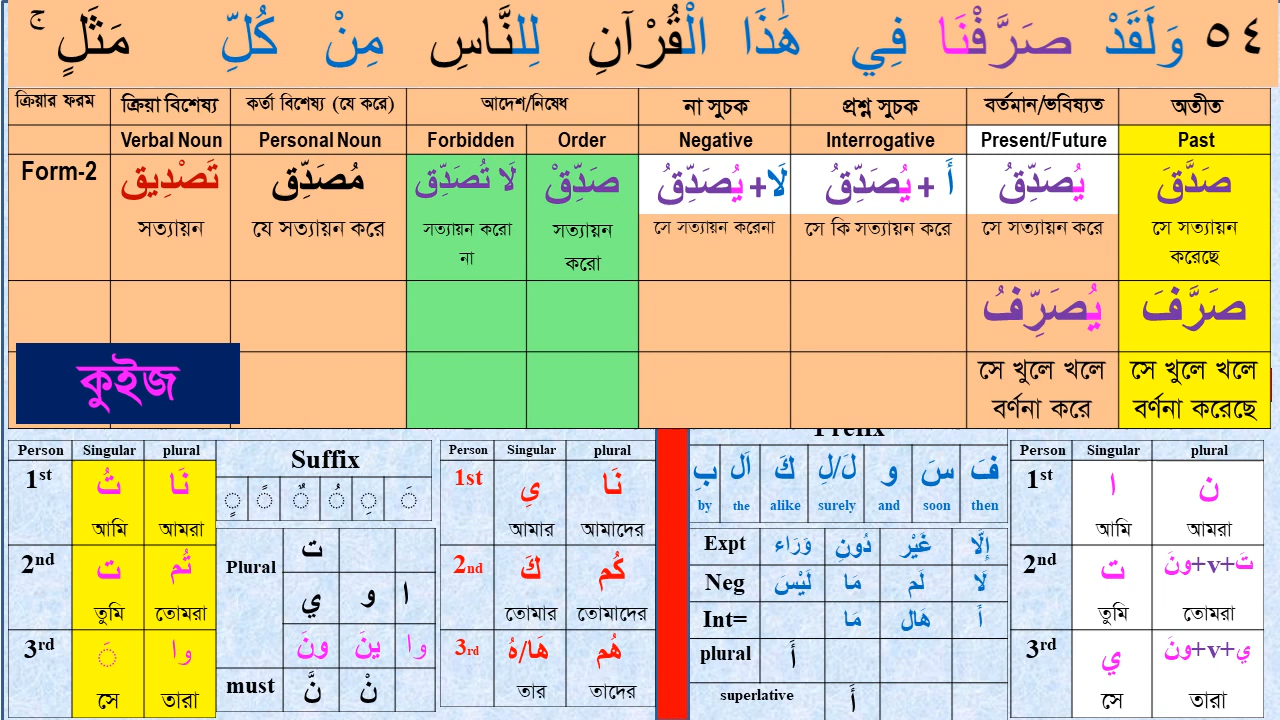 ٥٤ وَلَقَدْ صَرَّفْنَا فِي هَٰذَا الْقُرْآنِ لِلنَّاسِ مِنْ كُلِّ مَثَلٍ ۚ
ক্রিয়ার ফরম ক্রিয়া বিশেষ্য কর্তা বিশেষ্য (যে করে) আদেশ/নিষেধ না সুচক প্রশ্ন সুচক বর্তমান/ভবিষ্যত অতীত
Verbal Noun Personal Noun Forbidden Order Negative Interrogative Present/Future Past
Form-2 تَصْدِيق مُصَدِّق لَا تُصَدِّق صَدِّقْ لَا+ يُصَدِّقُ أَ + يُصَدِّقُ يُصَدِّقُ صَدَّقَ
সত্যায়ন যে সত্যায়ন করে সত্যায়ন করো না সত্যায়ন করো সে সত্যায়ন করেনা সে কি সত্যায়ন করে সে সত্যায়ন করে সে সত্যায়ন করেছে
يُصَرِّفُ صَرَّفَ
কুইজ সে খুলে খলে বর্ণনা করে সে খুলে খলে বর্ণনা করেছে
Person Singular plural
1st تُ نَا
আমি আমরা
2nd ت تُم
তুমি তোমরা
3rd َ وا
সে তারা
Suffix
َ ِ ُ ٌ ً ٍ
Plural ت
ا و ي
وا ينَ ونَ
must نْ نَّ
Person Singular plural
1st ي نَا
আমার আমাদের
2nd كَ كُم
তোমার তোমাদের
3rd هَا/هُ هُم
তার তাদের
Prefix
بِ اَل كَ لَ/لِ و سَ فَ
by the alike surely and soon then
Expt وَرَاء دُونِ غَيْر إِلَّا
Neg لَيْسَ مَا لَم لَا
Int= مَا هَال أَ
plural أَ
superlative أَ
Person Singular plural
1st ا ن
আমি আমরা
2nd ت تَ+v+ونَ
তুমি তোমরা
3rd ي ي+v+ونَ
সে তারা